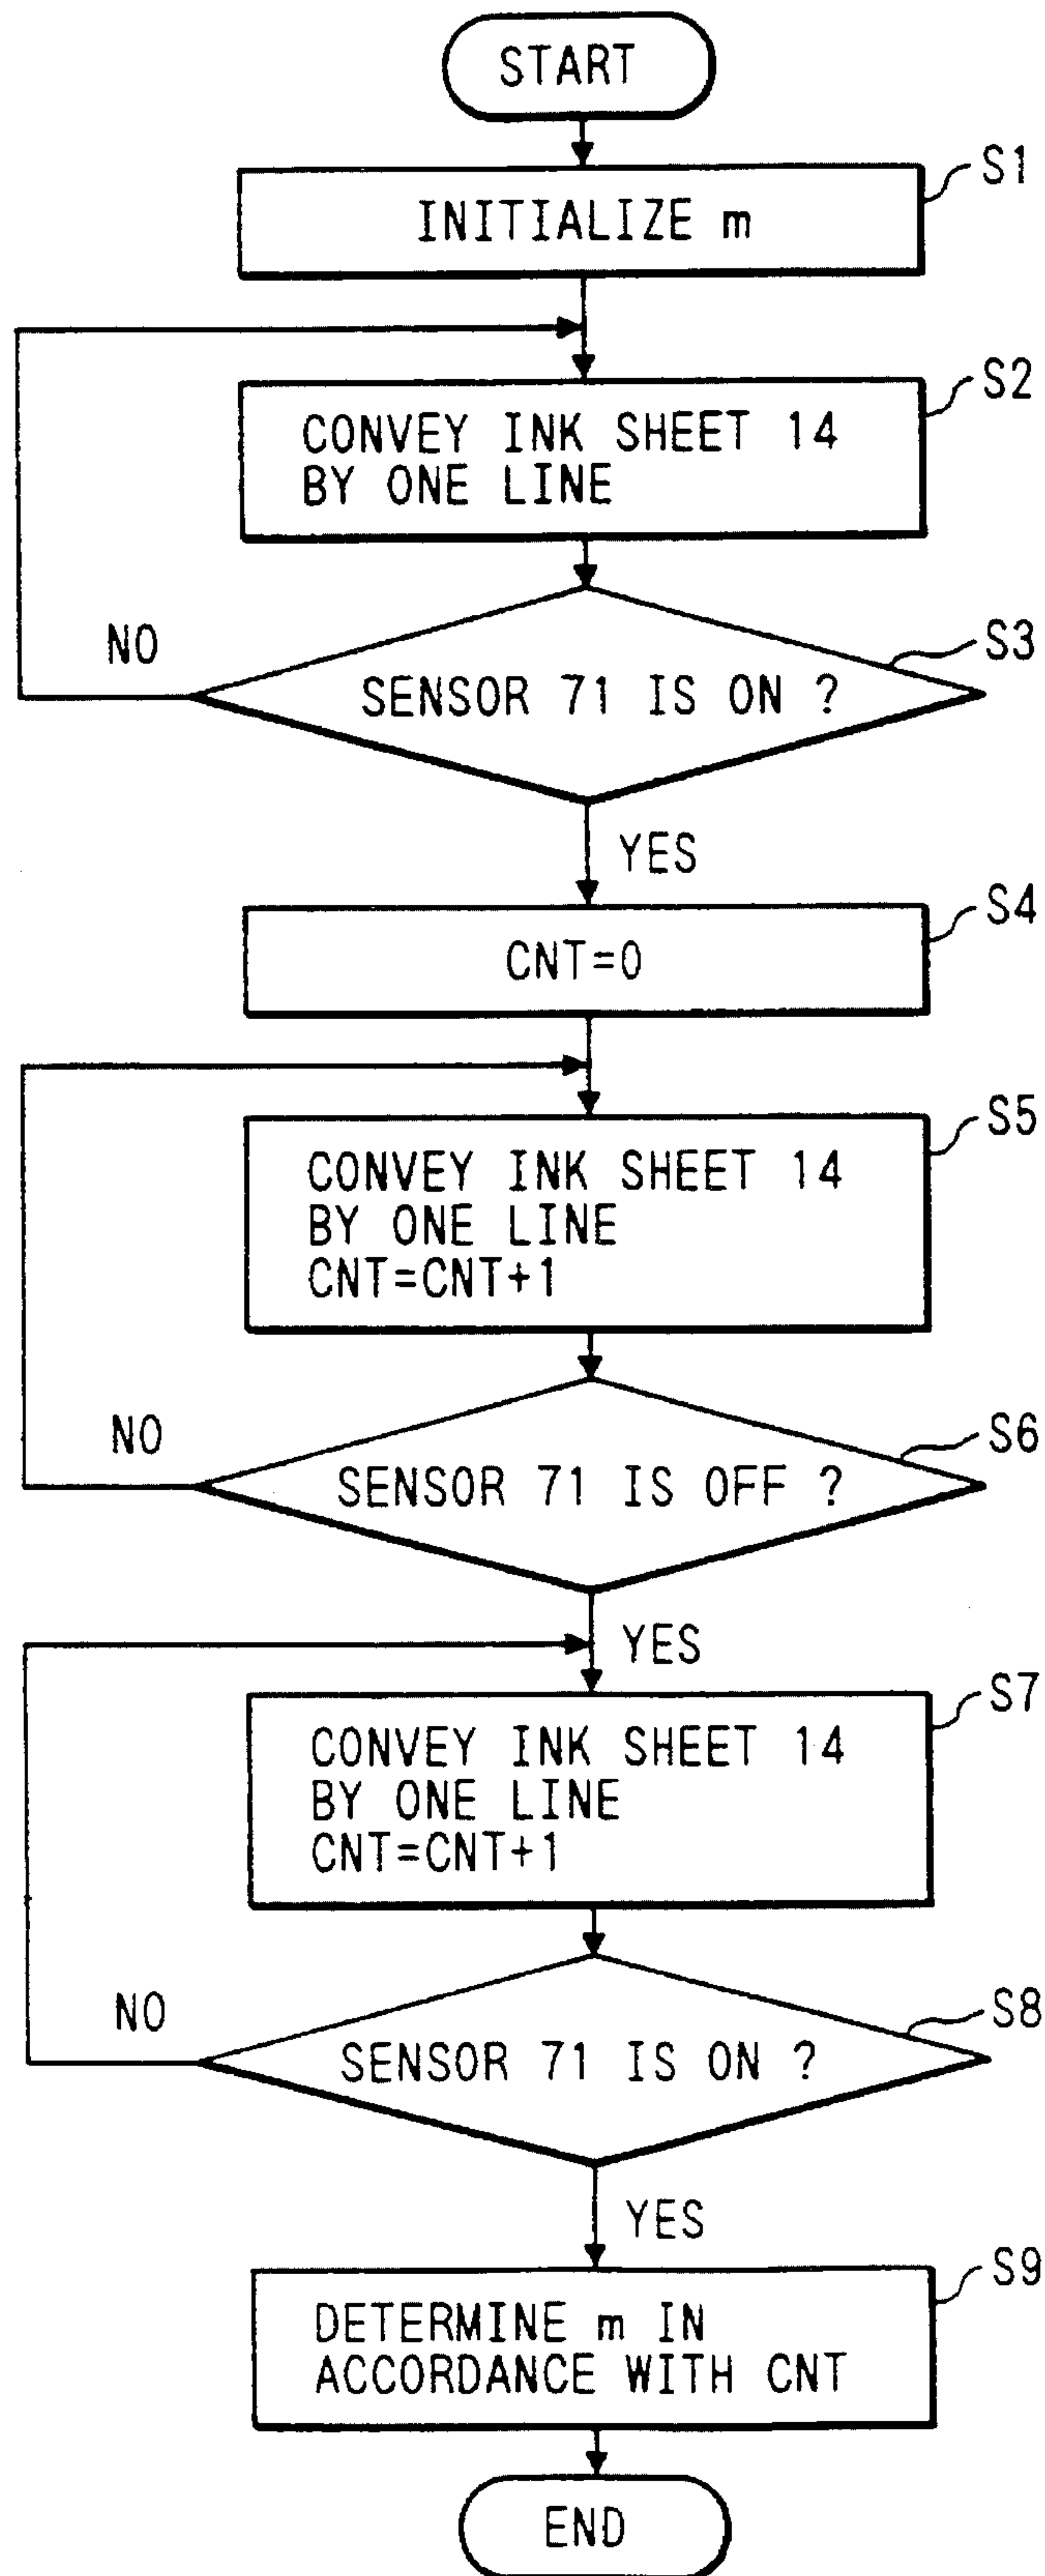 START
S1
INITIALIZE m
S2
CONVEY INK SHEET 14
BY ONE LINE
S3
NO
SENSOR 71 IS ON ?
YES
S4
CNT=0
S5
CONVEY INK SHEET 14
BY ONE LINE
CNT=CNT+1
S6
NO
SENSOR 71 IS OFF ?
YES
S7
CONVEY INK SHEET 14
BY ONE LINE
CNT=CNT+1
S8
NO
SENSOR 71 IS ON ?
YES
S9
DETERMINE m IN
ACCORDANCE WITH CNT
END